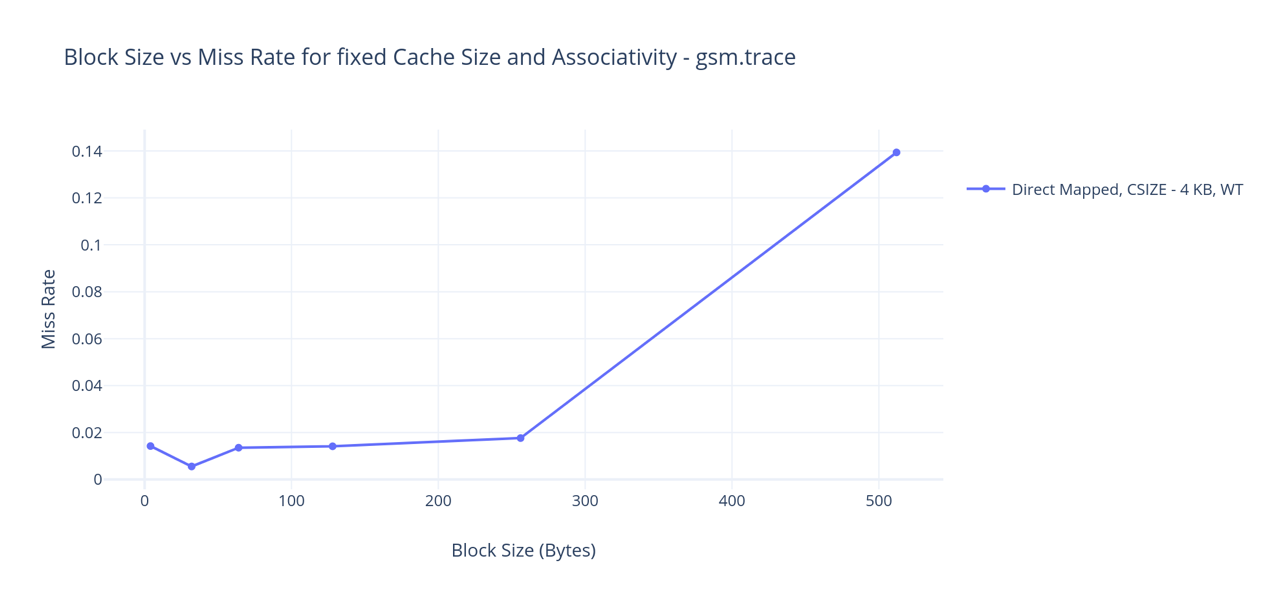 Block Size vs Miss Rate for fixed Cache Size and Associativity - gsm.trace
0.14
0.12
0.1
0.08
0.06
0.04
0.02
0
Miss Rate
0 100 200 300 400 500
Block Size (Bytes)
Direct Mapped, CSIZE - 4 KB, WT